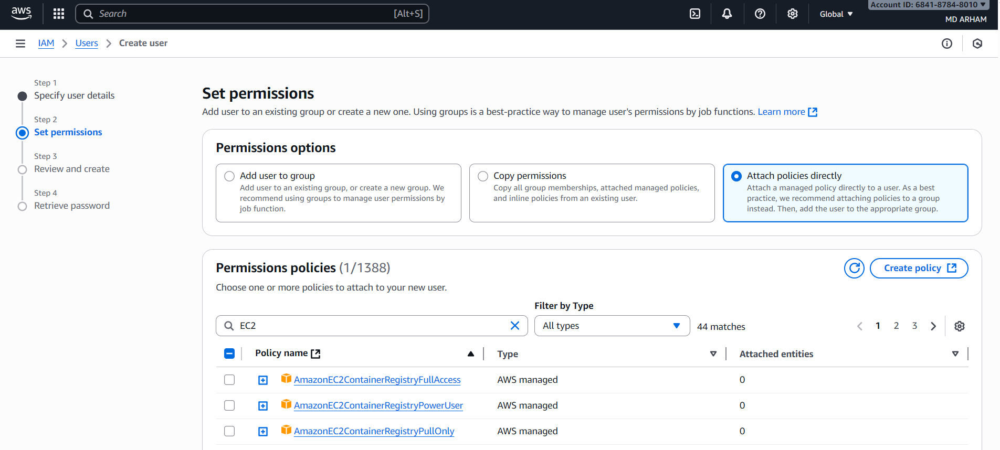 aws
Search
[Alt+S]
Global
Account ID: 6841-8784-8010
MD ARHAM
IAM
Users
Create user
Step 1
Specify user details
Step 2
Set permissions
Step 3
Review and create
Step 4
Retrieve password
Set permissions
Add user to an existing group or create a new one. Using groups is a best-practice way to manage user's permissions by job functions. Learn more
Permissions options
Add user to group
Add user to an existing group, or create a new group. We
recommend using groups to manage user permissions by
job function.
Copy permissions
Copy all group memberships, attached managed policies,
and inline policies from an existing user.
Attach policies directly
Attach a managed policy directly to a user. As a best
practice, we recommend attaching policies to a group
instead. Then, add the user to the appropriate group.
Permissions policies (1/1388)
Create policy
Choose one or more policies to attach to your new user.
Filter by Type
EC2
All types
44 matches
1 2 3
Policy name Type Attached entities
AmazonEC2ContainerRegistryFullAccess AWS managed 0
AmazonEC2ContainerRegistryPowerUser AWS managed 0
AmazonEC2ContainerRegistryPullOnly AWS managed 0